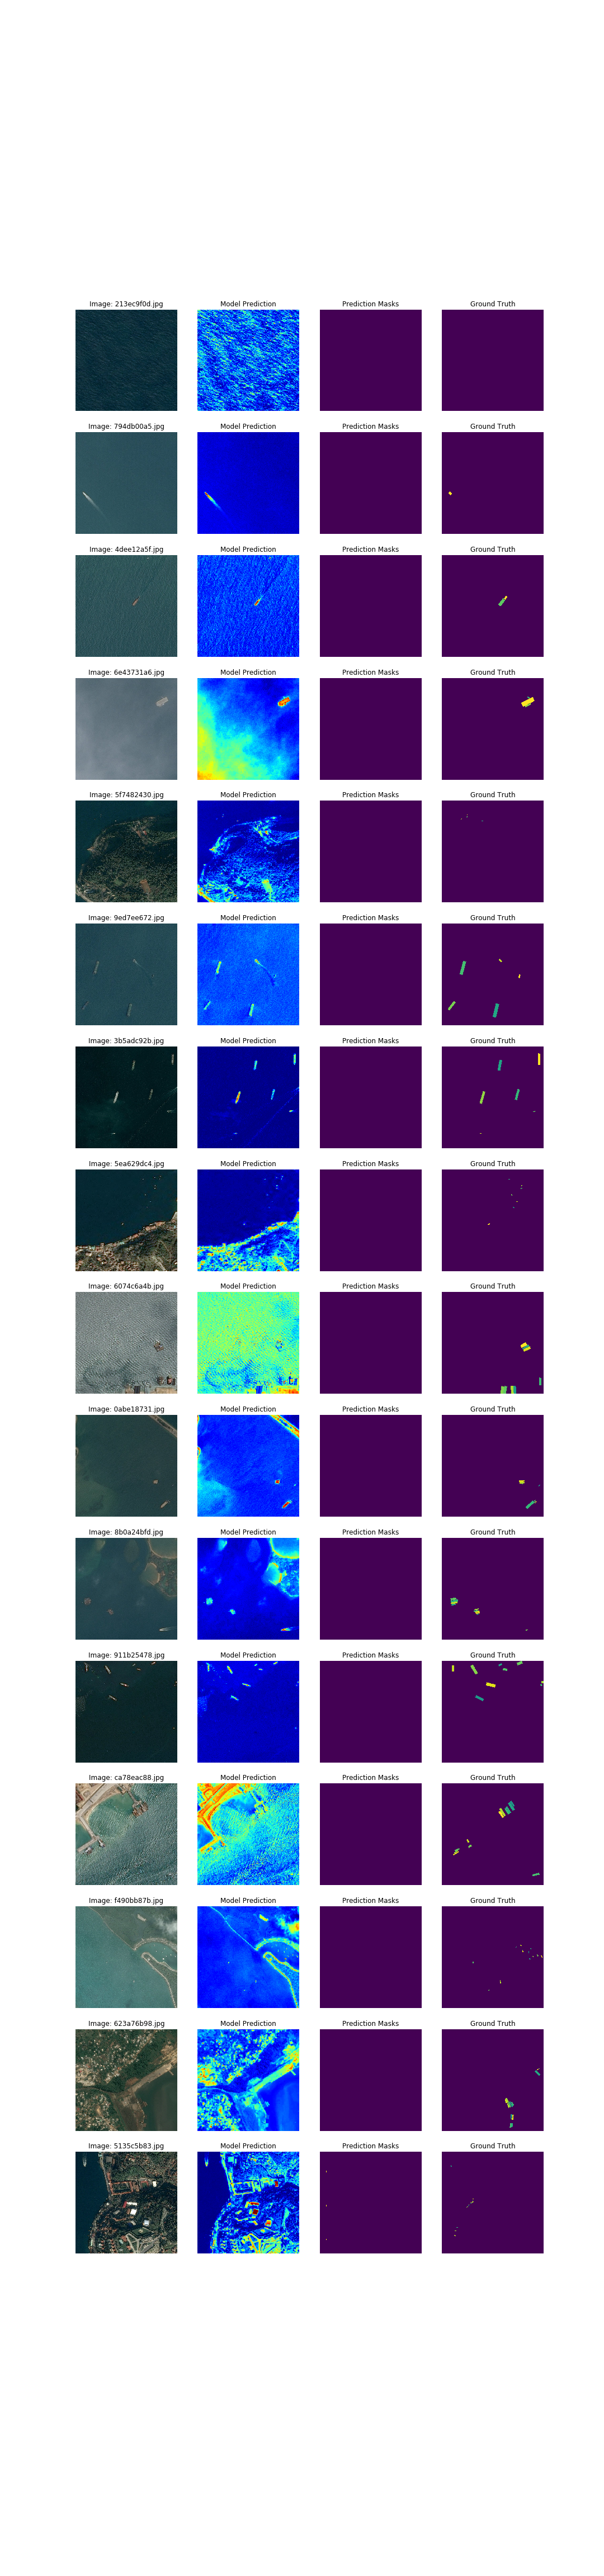 Image: 213ec9f0d.jpg Model Prediction Prediction Masks Ground Truth
Image: 794db00a5.jpg Model Prediction Prediction Masks Ground Truth
Image: 4dee12a5f.jpg Model Prediction Prediction Masks Ground Truth
Image: 6e43731a6.jpg Model Prediction Prediction Masks Ground Truth
Image: 5f7482430.jpg Model Prediction Prediction Masks Ground Truth
Image: 9ed7ee672.jpg Model Prediction Prediction Masks Ground Truth
Image: 3b5adc92b.jpg Model Prediction Prediction Masks Ground Truth
Image: 5ea629dc4.jpg Model Prediction Prediction Masks Ground Truth
Image: 6074c6a4b.jpg Model Prediction Prediction Masks Ground Truth
Image: 0abe18731.jpg Model Prediction Prediction Masks Ground Truth
Image: 8b0a24bfd.jpg Model Prediction Prediction Masks Ground Truth
Image: 911b25478.jpg Model Prediction Prediction Masks Ground Truth
Image: ca78eac88.jpg Model Prediction Prediction Masks Ground Truth
Image: f490bb87b.jpg Model Prediction Prediction Masks Ground Truth
Image: 623a76b98.jpg Model Prediction Prediction Masks Ground Truth
Image: 5135c5b83.jpg Model Prediction Prediction Masks Ground Truth